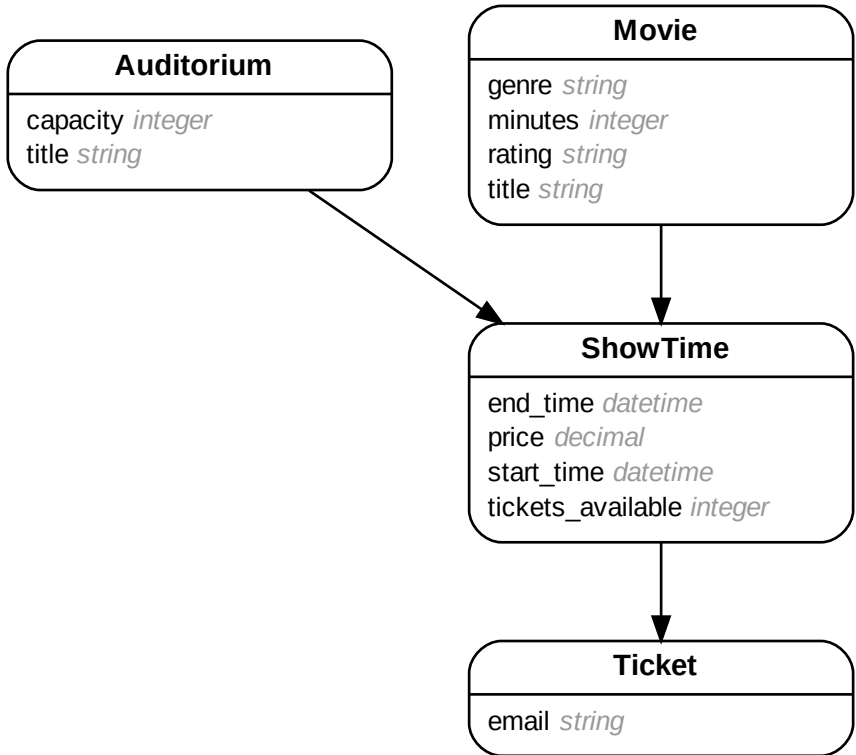 Auditorium
capacity integer
title string
Movie
genre string
minutes integer
rating string
title string
ShowTime
end_time datetime
price decimal
start_time datetime
tickets_available integer
Ticket
email string